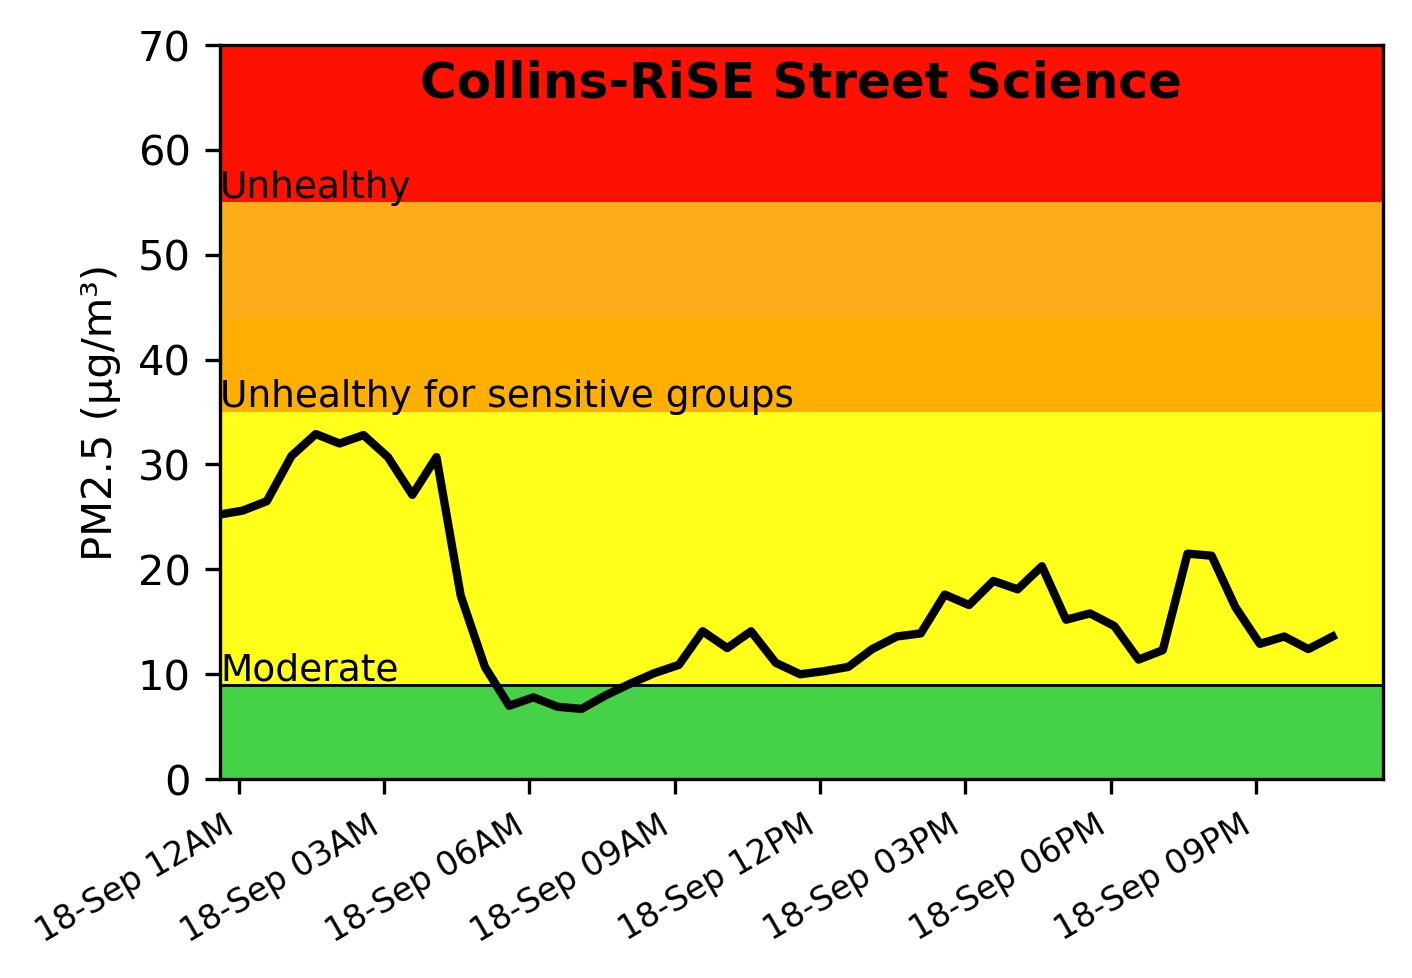 Collins-RiSE Street Science
70
60
50
40
30
20
10
0
PM2.5 (μg/m³)
Unhealthy
Unhealthy for sensitive groups
Moderate
18-Sep 12AM
18-Sep 03AM
18-Sep 06AM
18-Sep 09AM
18-Sep 12PM
18-Sep 03PM
18-Sep 06PM
18-Sep 09PM